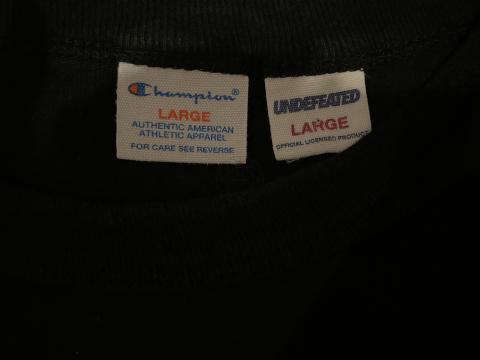 Champion®
LARGE
AUTHENTIC AMERICAN
ATHLETIC APPAREL
FOR CARE SEE REVERSE
UNDEFEATED
LARGE
OFFICIAL LICENSED PRODUCT